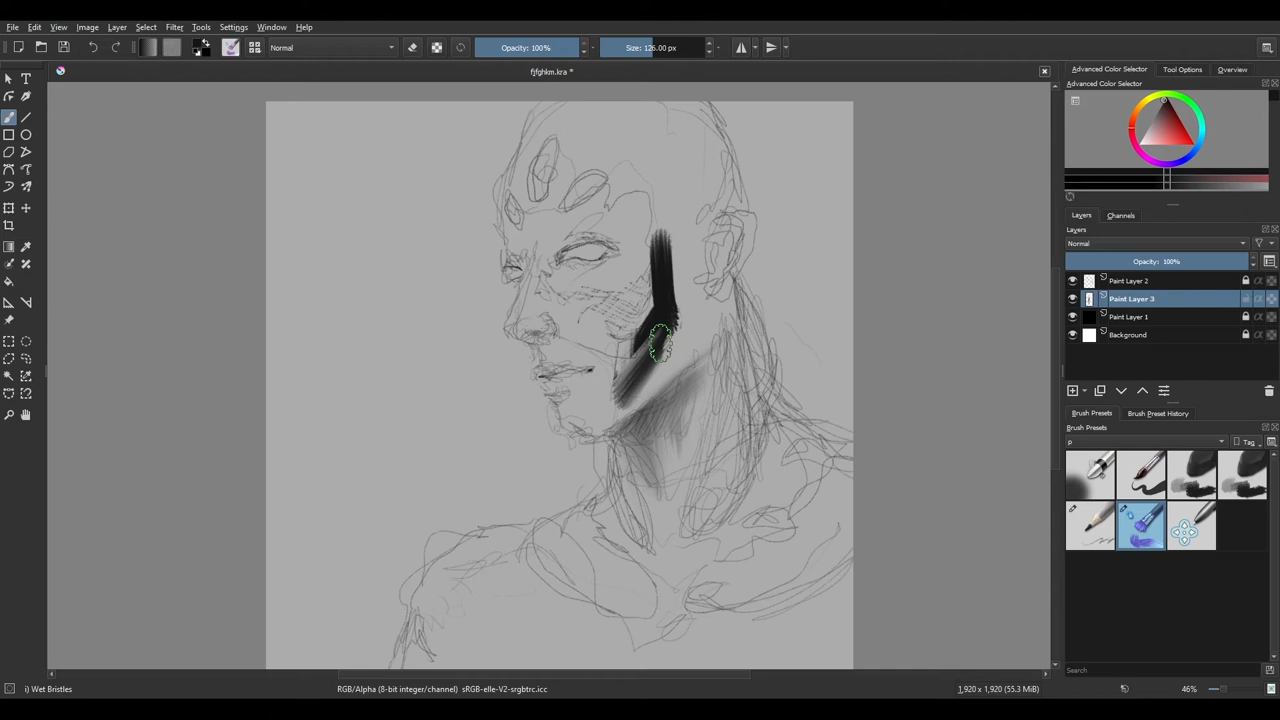 File Edit View Image Layer Select Filter Tools Settings Window Help
Normal Opacity: 100% Size: 126.00 px
fjfghkm.kra *
Advanced Color Selector Tool Options Overview
Advanced Color Selector
Layers Channels
Layers
Normal
Opacity: 100%
Paint Layer 2
Paint Layer 3
Paint Layer 1
Background
Brush Presets Brush Preset History
Brush Presets
p Tag
Search
i) Wet Bristles RGB/Alpha (8-bit integer/channel) sRGB-elle-V2-srgbtrc.icc 1,920 x 1,920 (55.3 MiB) 46%